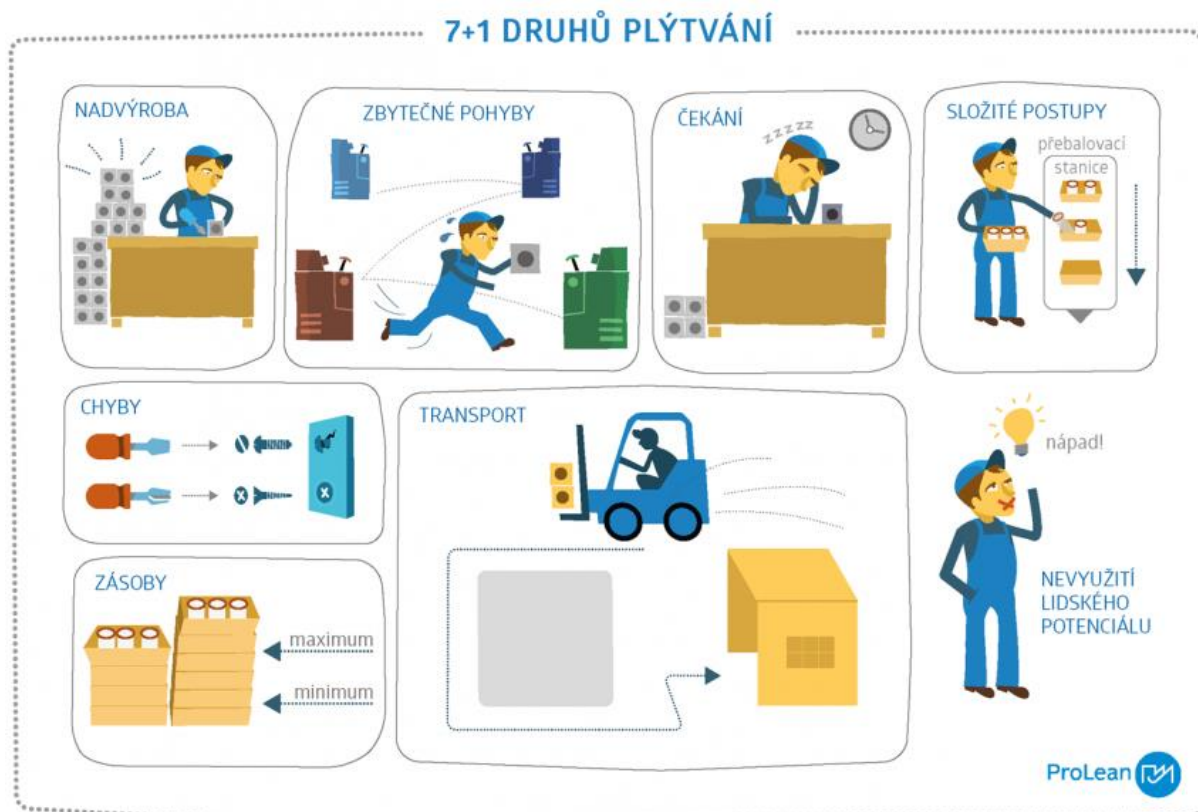 7+1 DRUHŮ PLÝTVÁNÍ
NADVÝROBA
ZBYTEČNÉ POHYBY
ČEKÁNÍ
zzzzz
SLOŽITÉ POSTUPY
přebalovací
stanice
CHYBY
TRANSPORT
nápad!
ZÁSOBY
maximum
minimum
NEVYUŽITÍ
LIDSKÉHO
POTENCIÁLU
ProLean